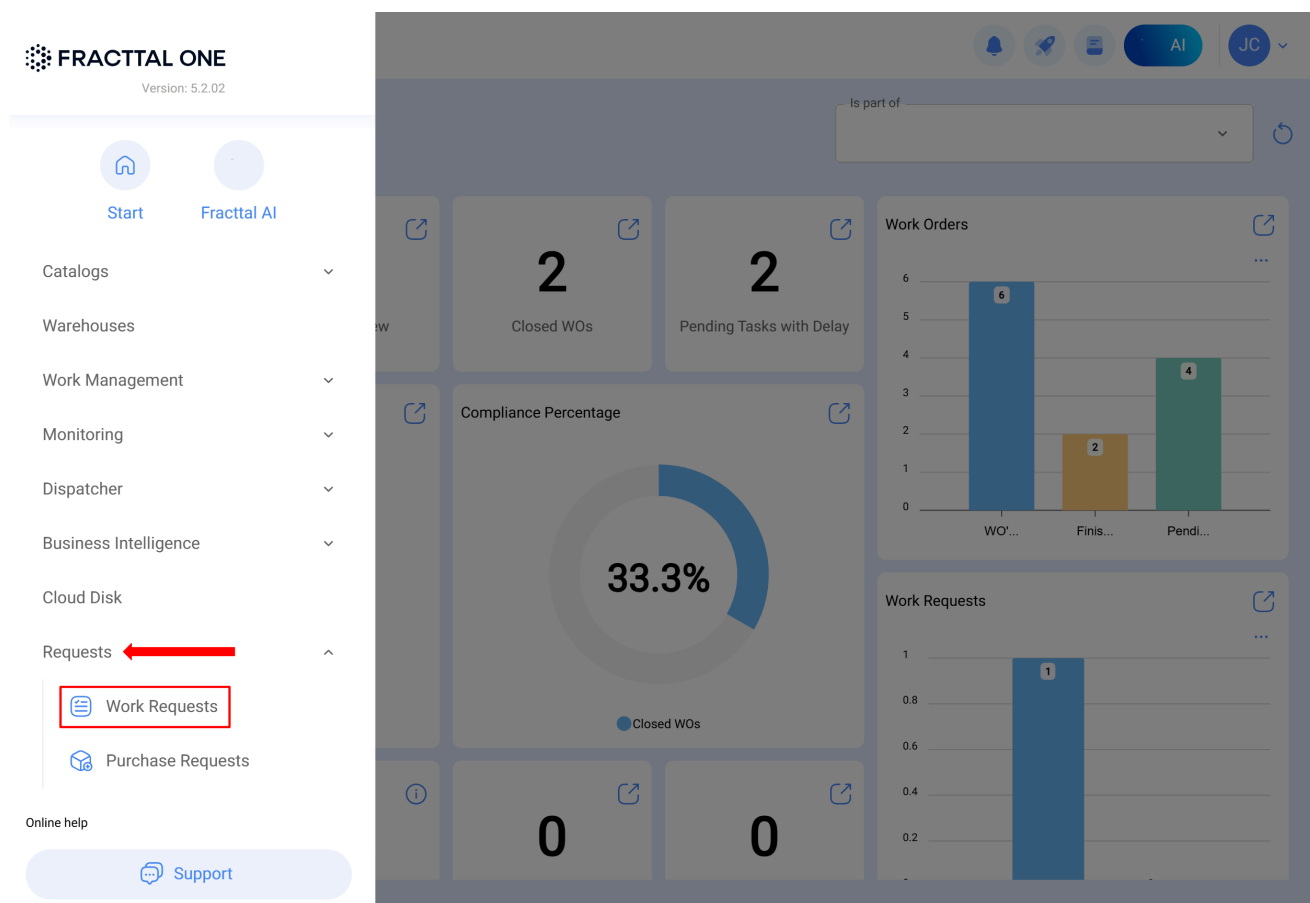 FRACTTAL ONE
Version: 5.2.02
Start
Fracttal AI
Catalogs
Warehouses
Work Management
Monitoring
Dispatcher
Business Intelligence
Cloud Disk
Requests
Work Requests
Purchase Requests
Online help
Support
AI
JC
Is part of
ew
2
Closed WOs
2
Pending Tasks with Delay
Work Orders
...
6
5
4
3
2
1
0
6
2
4
WO'...
Finis...
Pendi...
Compliance Percentage
33.3%
Closed WOs
Work Requests
...
1
0.8
0.6
0.4
0.2
1
0
0